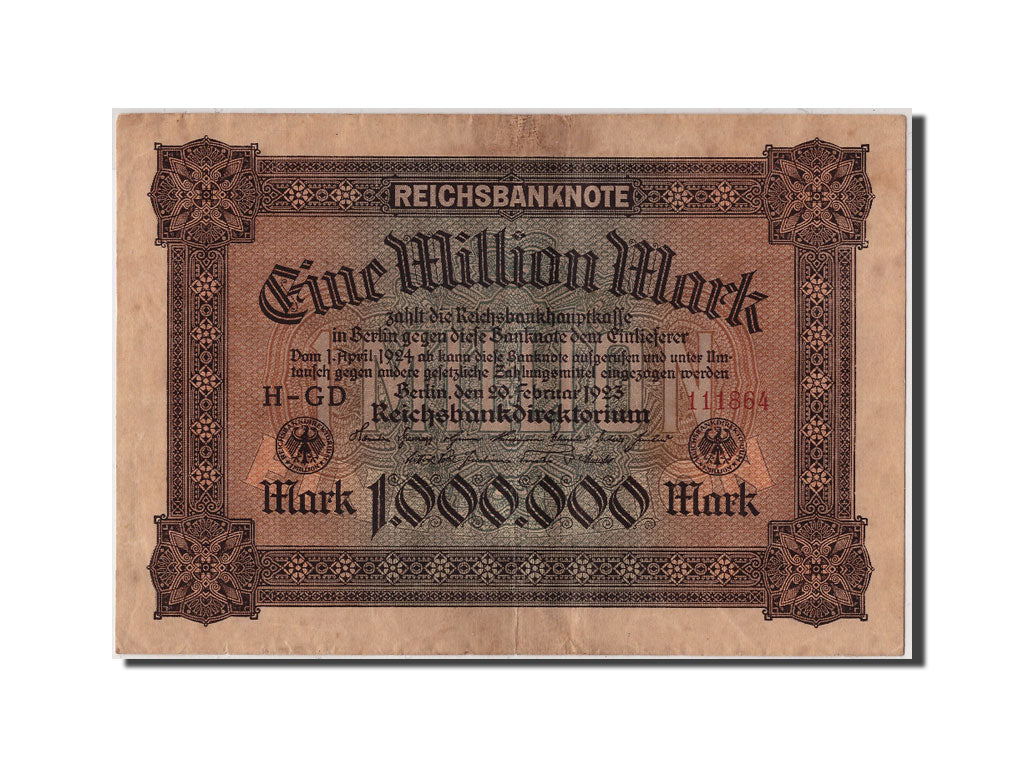 REICHSBANKNOTE
Eine Million Mark
zahlt die Reichsbankhauptkasse
in Berlin gegen diese Banknote dem Einlieferer
Vom 1. April 1924 ab kann diese Banknote aufgerufen und unter Um-
tausch gegen andere gesetzliche Zahlungsmittel eingezogen werden
Berlin, den 20. Februar 1923
H-GD
111864
Reichsbankdirektorium
Mark 1.000.000 Mark